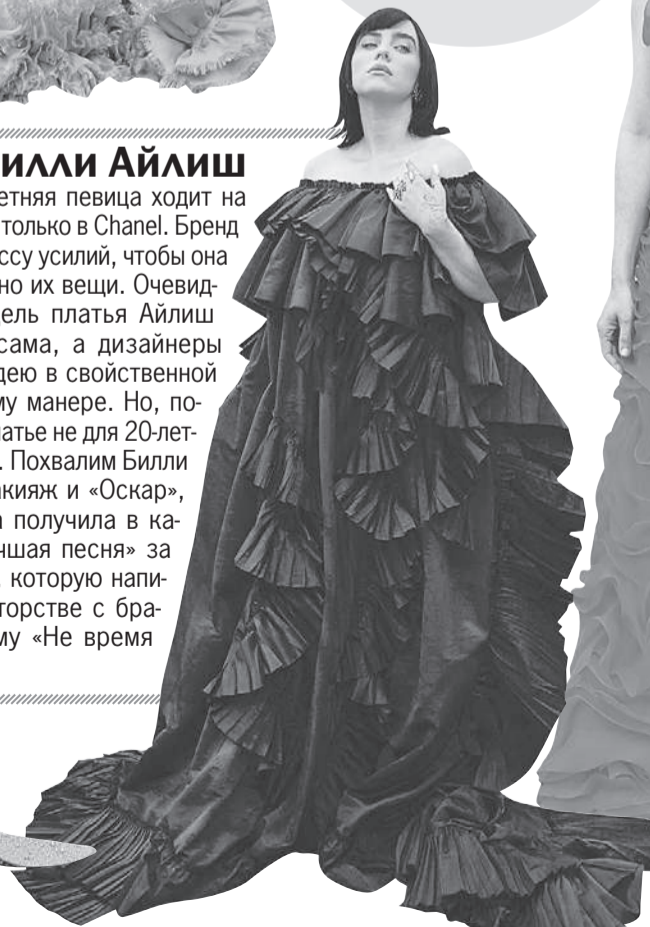 илли Айлиш
етняя певица ходит на
только в Chanel. Бренд
ссу усилий, чтобы она
но их вещи. Очевид-
ель платья Айлиш
сама, а дизайнеры
дею в свойственной
му манере. Но, по-
латье не для 20-лет-
. Похвалим Билли
акияж и «Оскар»,
а получила в ка-
чшая песня» за
, которую напи-
торстве с бра-
му «Не время